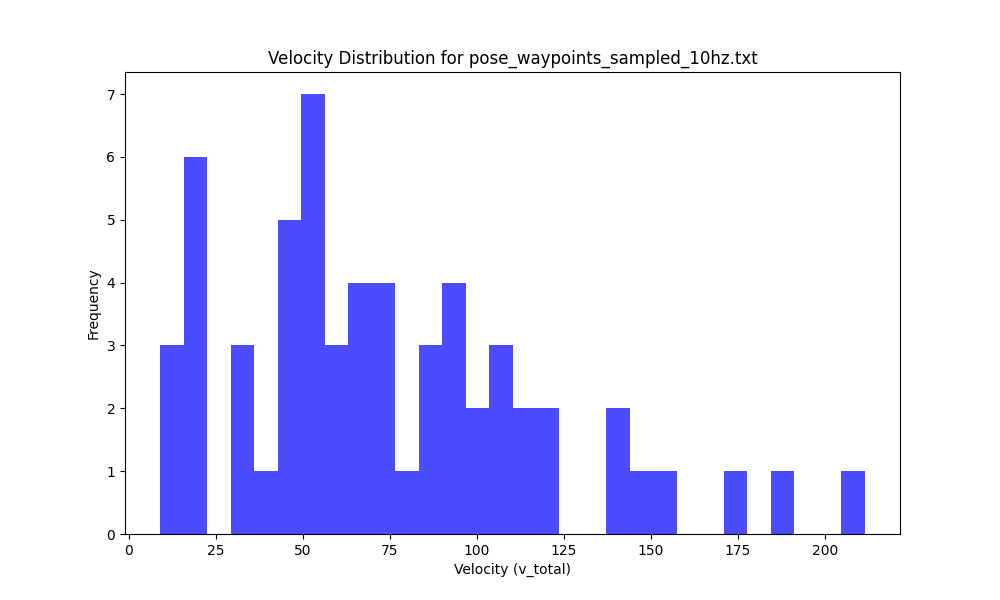 Velocity Distribution for pose_waypoints_sampled_10hz.txt
7
6
5
4
3
2
1
0
Frequency
0 25 50 75 100 125 150 175 200
Velocity (v_total)